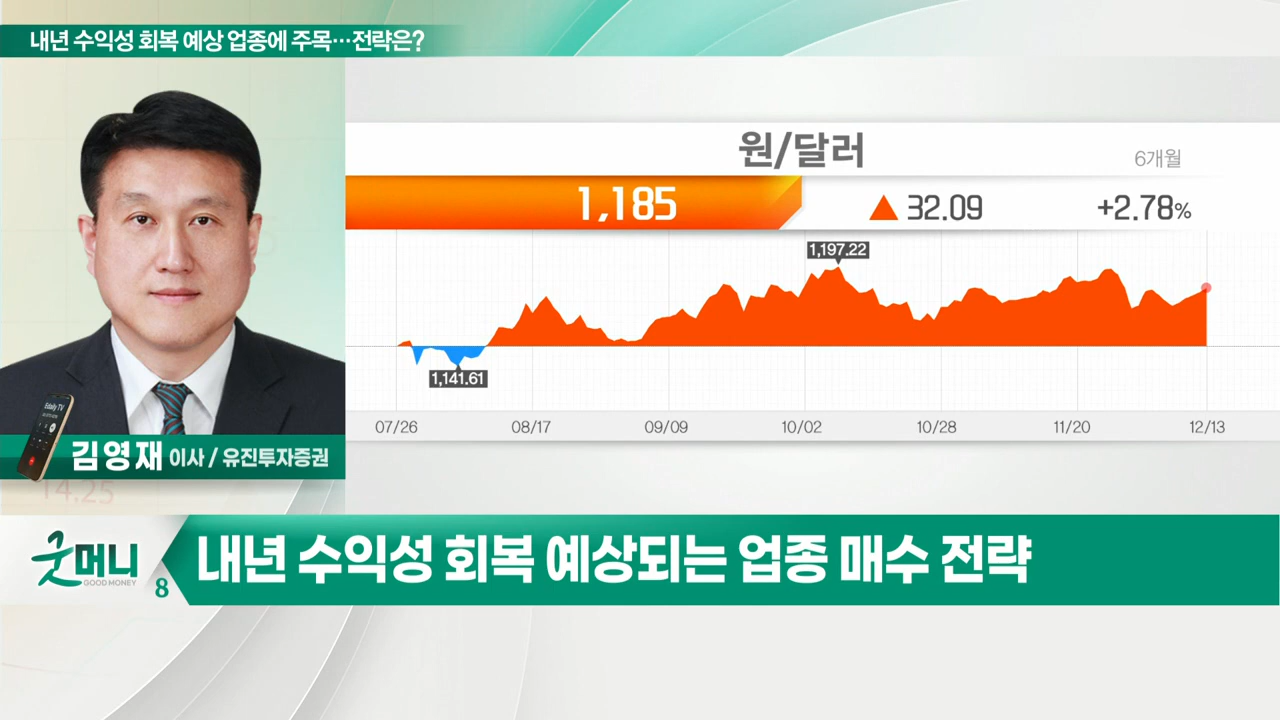 내년 수익성 회복 예상 업종에 주목…전략은?
원/달러
6개월
1,185
▲ 32.09
+2.78%
1,197.22
1,141.61
07/26 08/17 09/09 10/02 10/28 11/20 12/13
Edaily TV
김영재 이사 / 유진투자증권
14.25
굿머니
GOOD MONEY
8
내년 수익성 회복 예상되는 업종 매수 전략